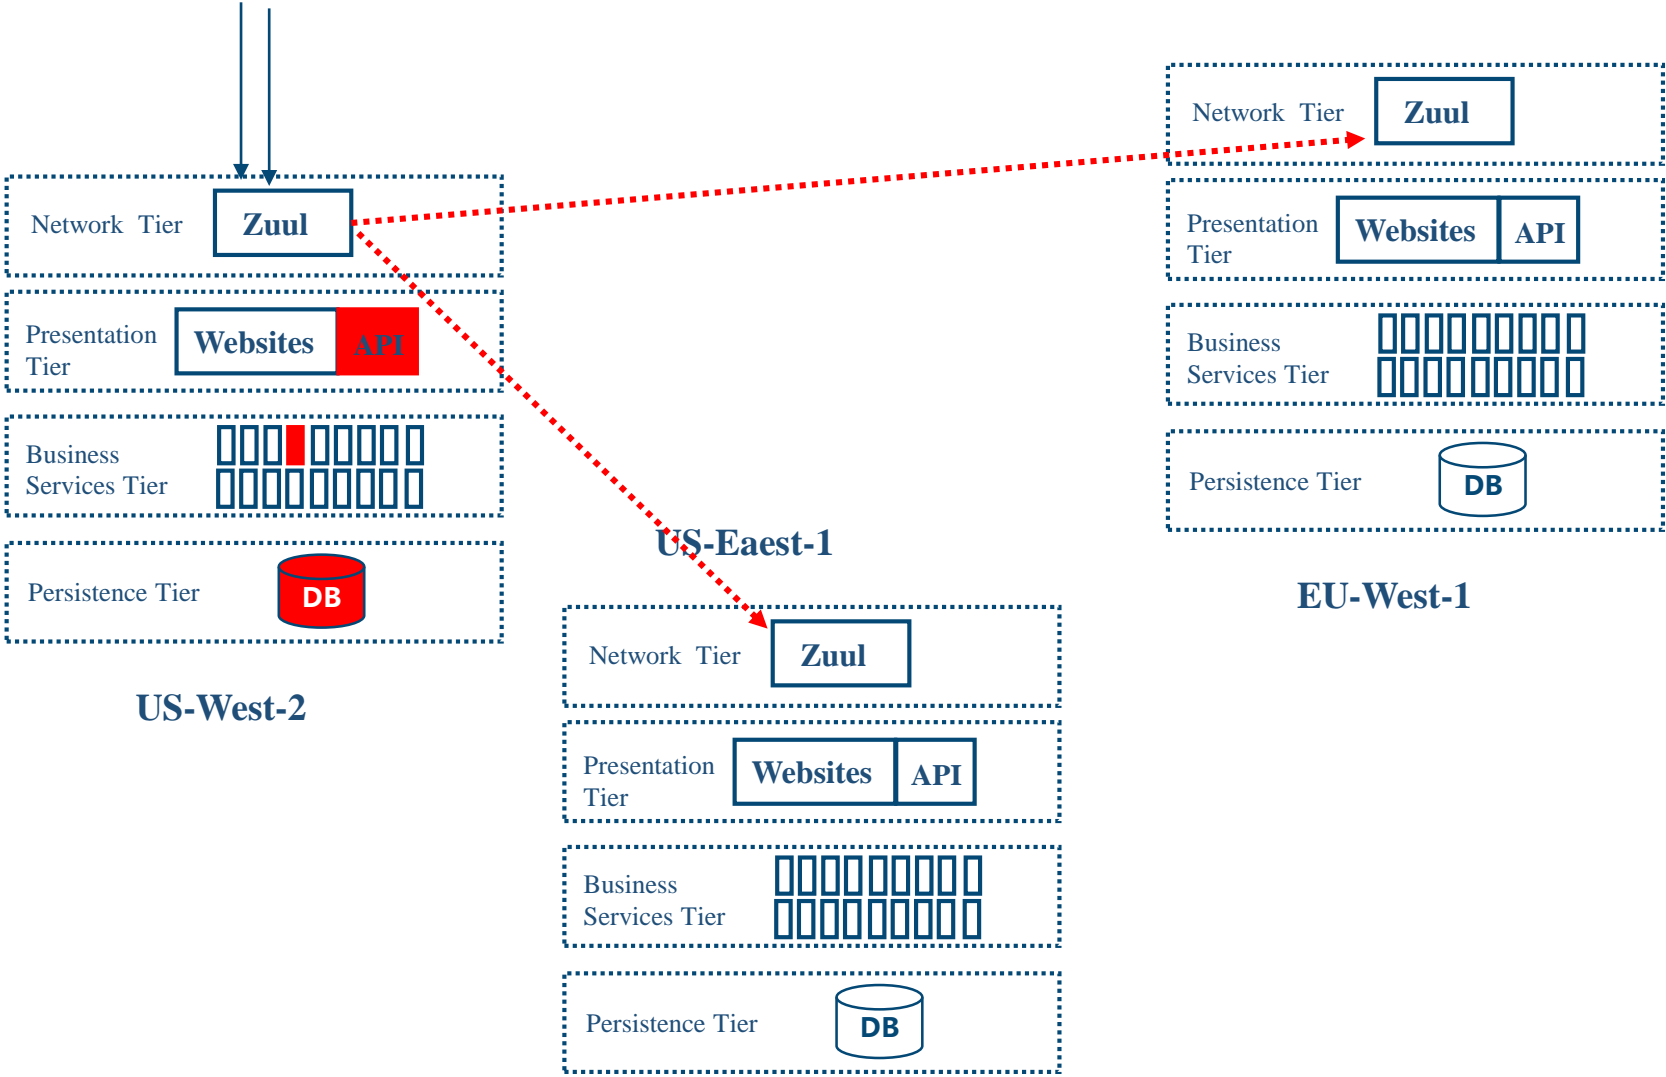 Network Tier
Zuul
Presentation
Tier
Websites
API
Business
Services Tier
Persistence Tier
DB
US-West-2
US-Eaest-1
Network Tier
Zuul
Presentation
Tier
Websites
API
Business
Services Tier
Persistence Tier
DB
Network Tier
Zuul
Presentation
Tier
Websites
API
Business
Services Tier
Persistence Tier
DB
EU-West-1